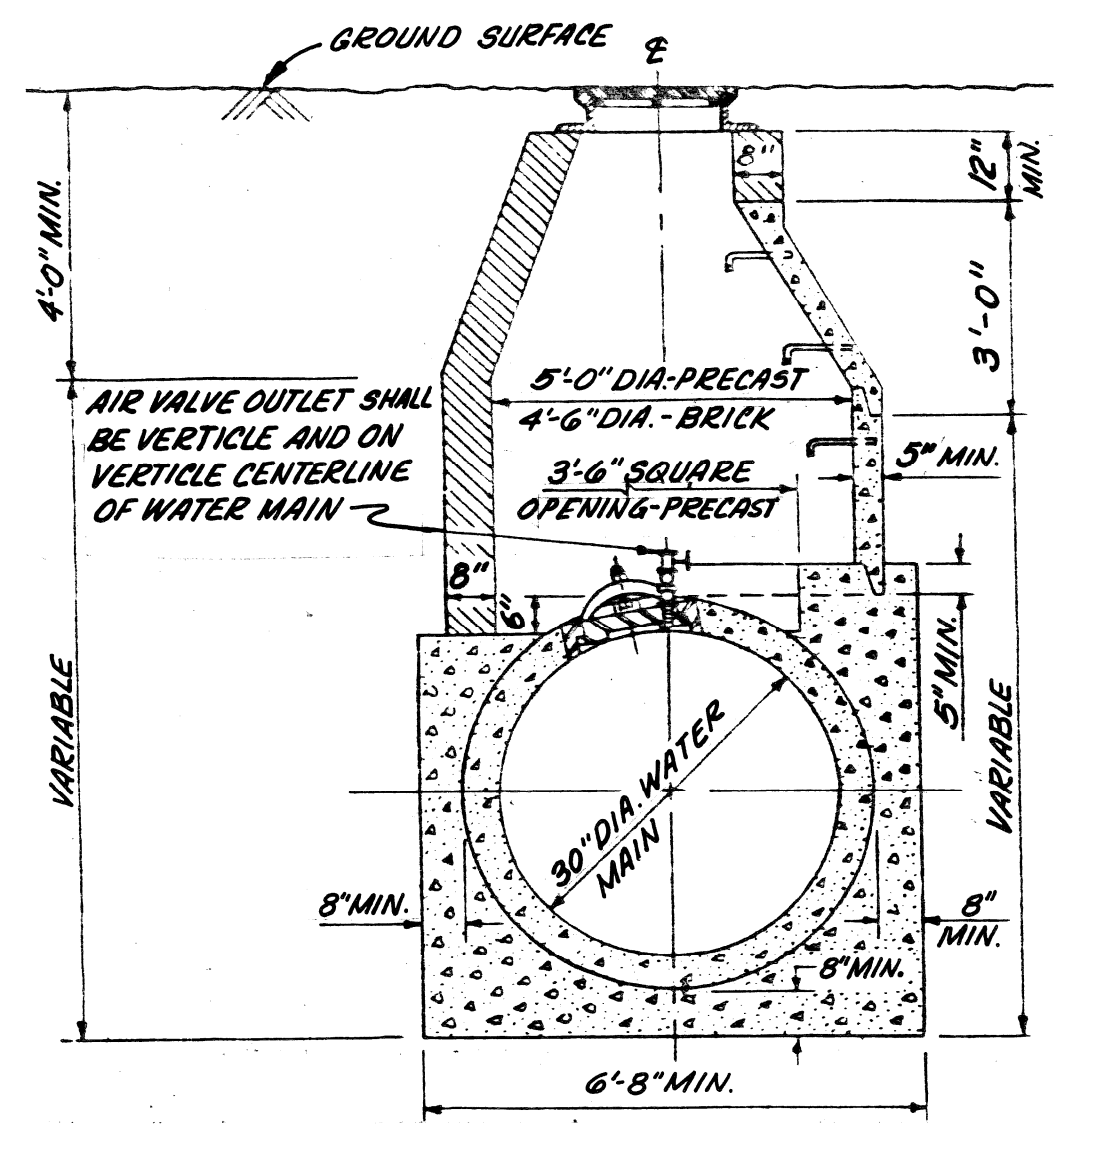 GROUND SURFACE
℄
8"
12"
MIN.
4'-0" MIN.
3'-0"
5'-0" DIA.-PRECAST
4'-6" DIA. - BRICK
AIR VALVE OUTLET SHALL
BE VERTICLE AND ON
VERTICLE CENTERLINE
OF WATER MAIN
3'-6" SQUARE
OPENING-PRECAST
5" MIN.
8"
6"
5" MIN.
VARIABLE
VARIABLE
30" DIA. WATER
MAIN
8" MIN.
8"
MIN.
8" MIN.
6'-8" MIN.